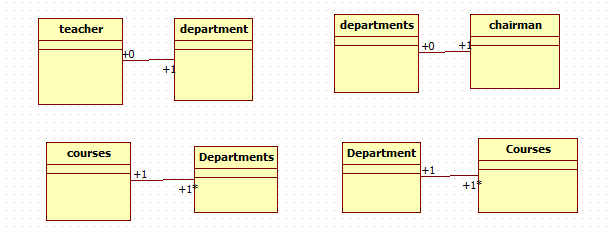 teacher
department
+0
+1
departments
chairman
+0
+1
courses
Departments
+1
+1*
Department
Courses
+1
+1*